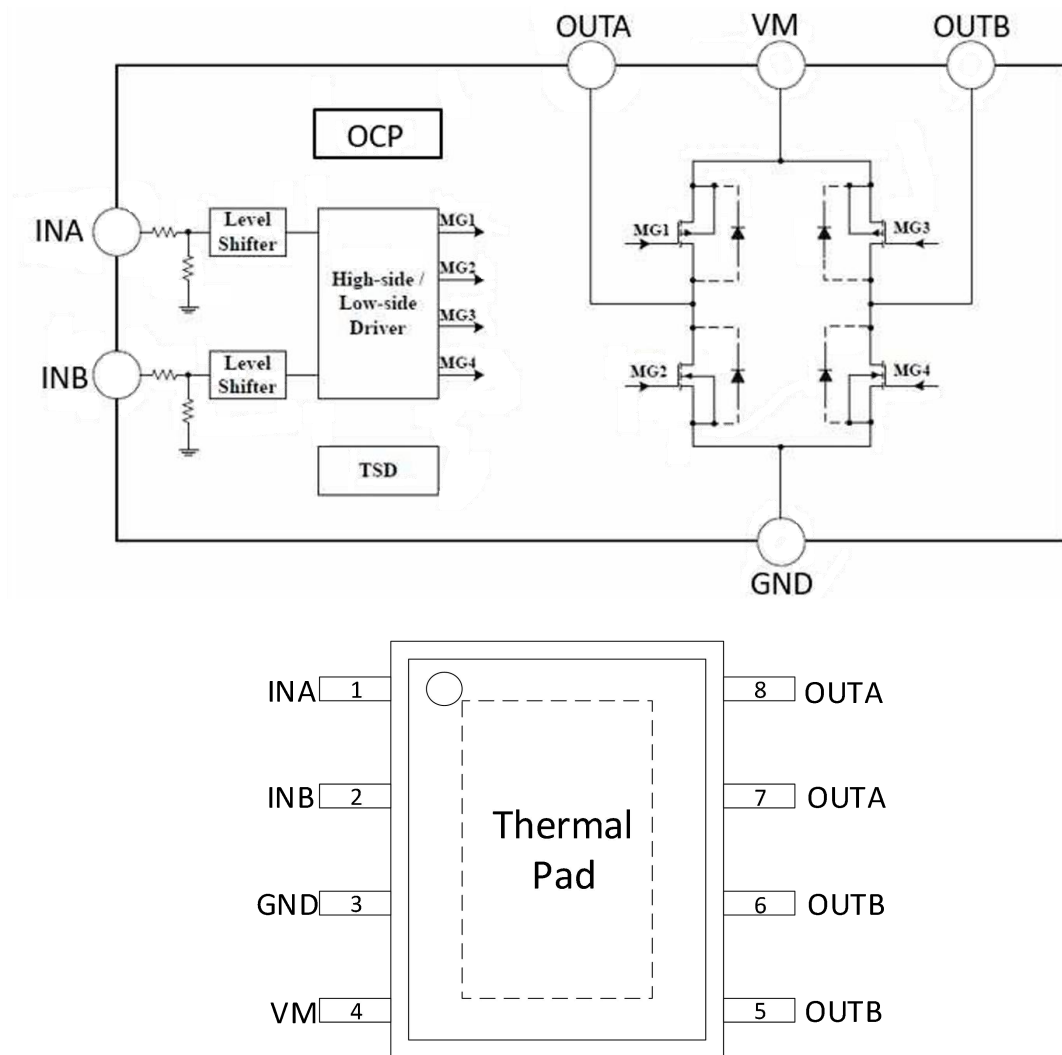 OUTA VM OUTB
OCP
INA
Level
Shifter
MG1
MG2
MG3
MG4
High-side /
Low-side
Driver
INB
Level
Shifter
TSD
MG1
MG3
MG2
MG4
GND
INA 1
8 OUTA
INB 2
7 OUTA
Thermal
Pad
GND 3
6 OUTB
VM 4
5 OUTB